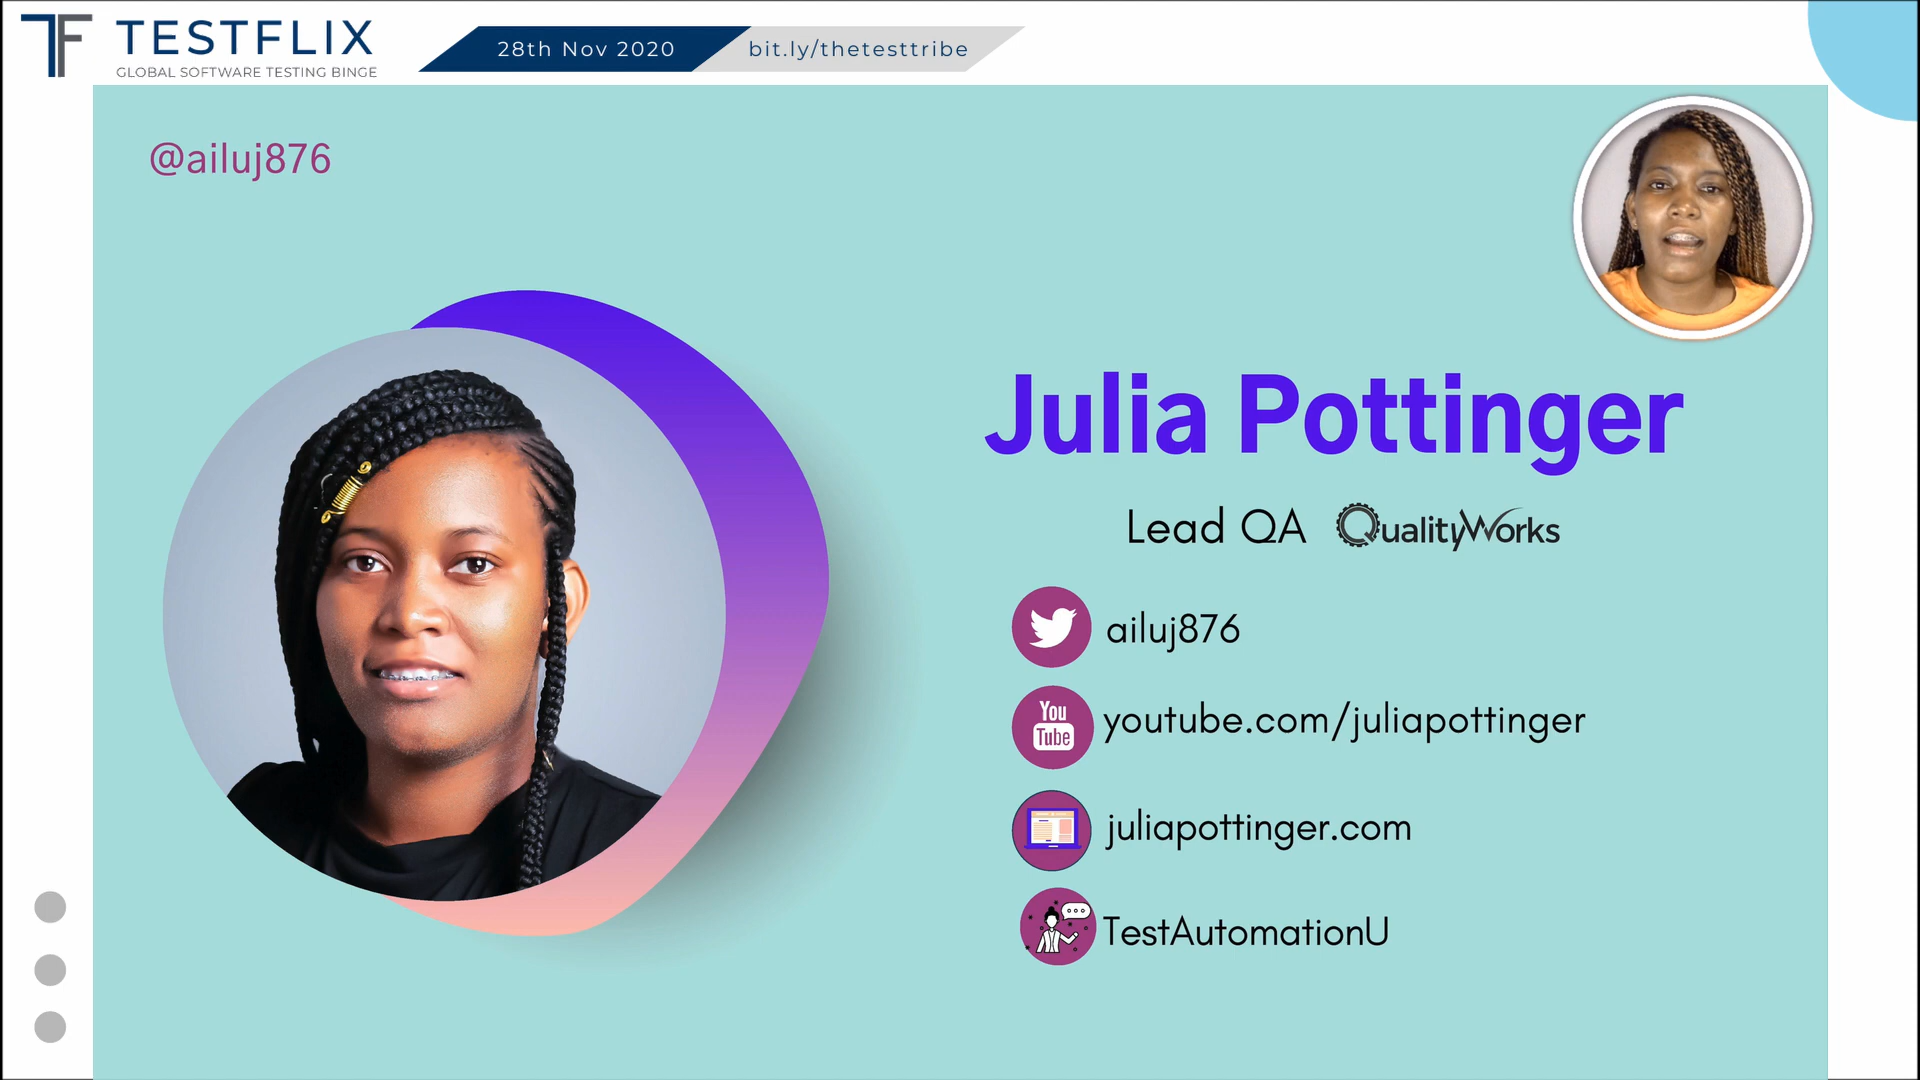 TF TESTFLIX
GLOBAL SOFTWARE TESTING BINGE
28th Nov 2020
bit.ly/thetesttribe
@ailuj876
Julia Pottinger
Lead QA QualityWorks
ailuj876
You Tube youtube.com/juliapottinger
juliapottinger.com
TestAutomationU